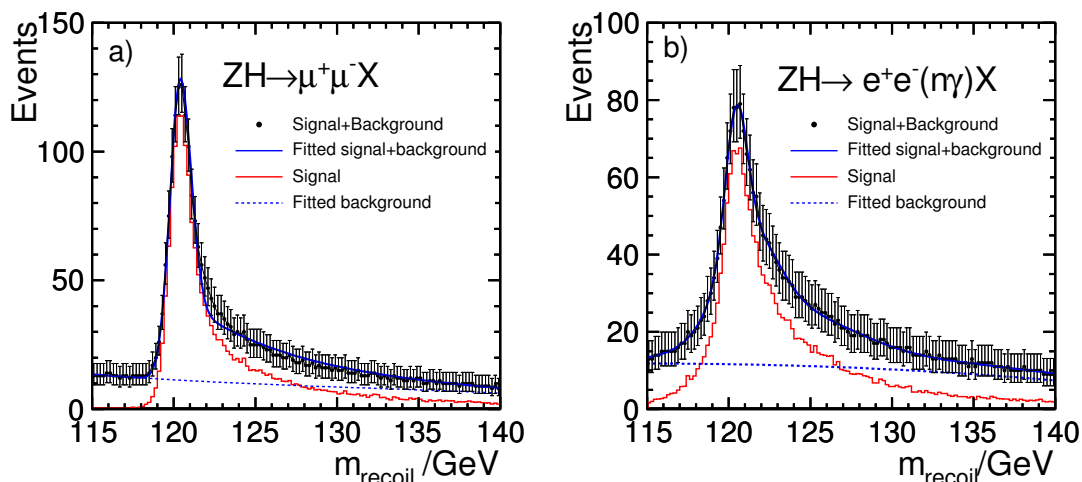 a)
ZH→μ⁺μ⁻X
Signal+Background
Fitted signal+background
Signal
Fitted background
Events
150
100
50
0
115 120 125 130 135 140
m_recoil/GeV
b)
ZH→ e⁺e⁻(nγ)X
Signal+Background
Fitted signal+background
Signal
Fitted background
Events
100
80
60
40
20
0
115 120 125 130 135 140
m_recoil/GeV